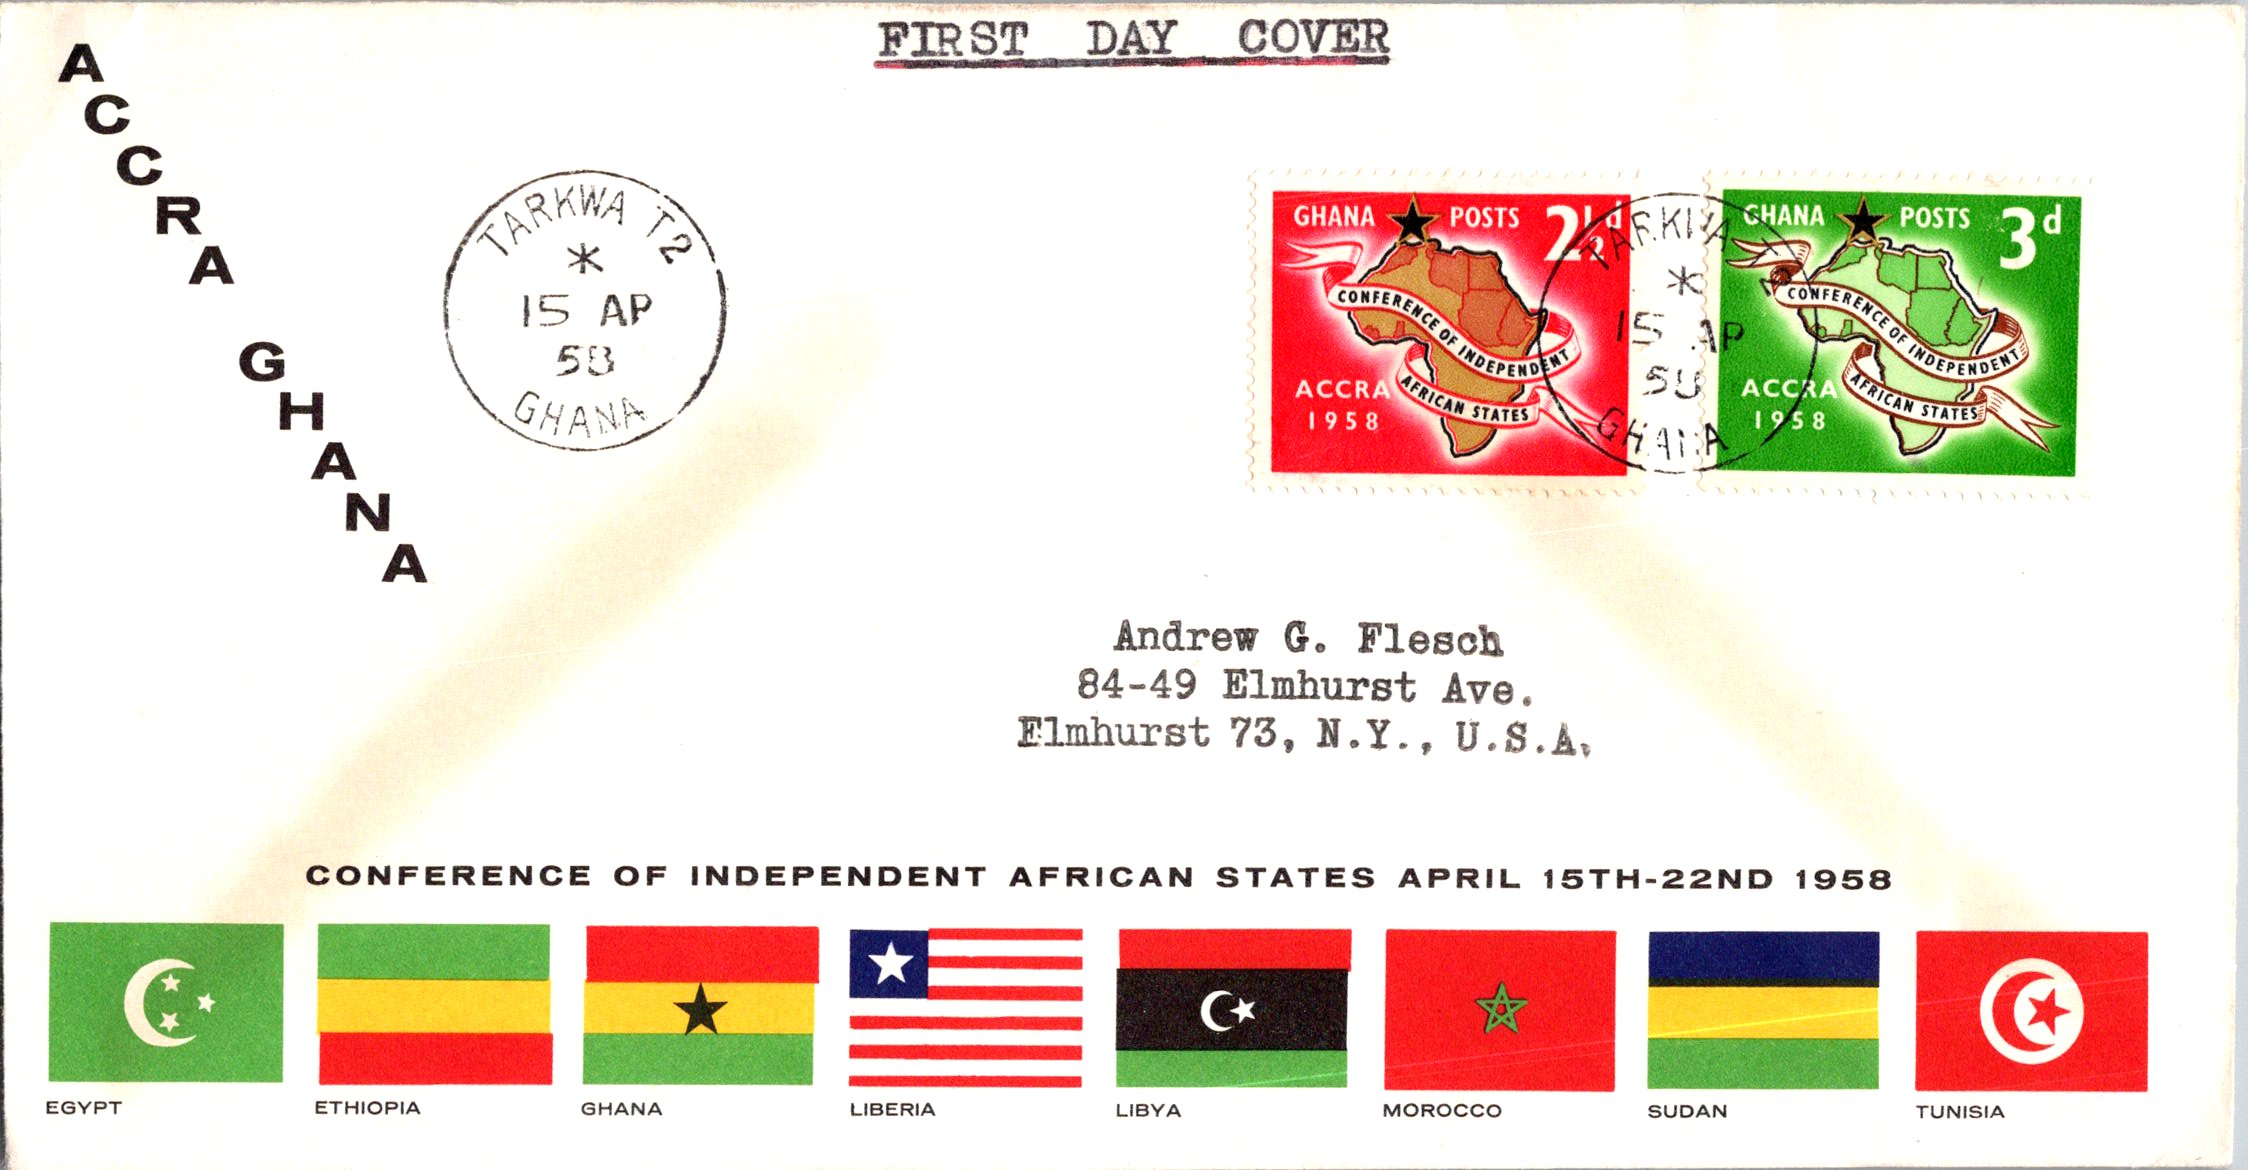 FIRST DAY COVER
ACCRA GHANA
TARKWA T2
15 AP
58
GHANA
GHANA POSTS 2½d
CONFERENCE OF INDEPENDENT
AFRICAN STATES
ACCRA
1958
GHANA POSTS 3d
CONFERENCE OF INDEPENDENT
AFRICAN STATES
ACCRA
1958
TARKWA T2
15 AP
58
GHANA
Andrew G. Flesch
84-49 Elmhurst Ave.
Elmhurst 73, N.Y., U.S.A.
CONFERENCE OF INDEPENDENT AFRICAN STATES APRIL 15TH-22ND 1958
EGYPT ETHIOPIA GHANA LIBERIA LIBYA MOROCCO SUDAN TUNISIA